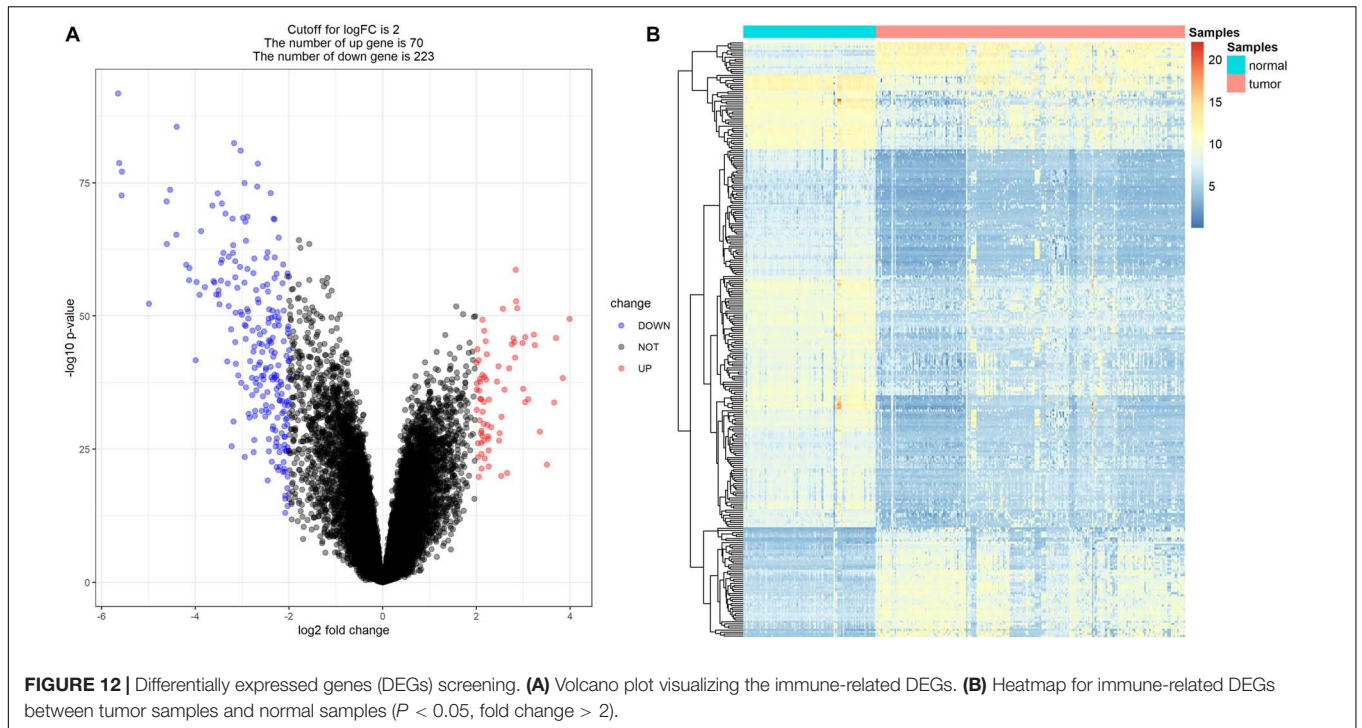 A
Cutoff for logFC is 2
The number of up gene is 70
The number of down gene is 223
75
50
25
0
-log10 p-value
-6
-4
-2
0
2
4
log2 fold change
change
DOWN
NOT
UP
B
Samples
20
15
10
5
Samples
normal
tumor
FIGURE 12 | Differentially expressed genes (DEGs) screening. (A) Volcano plot visualizing the immune-related DEGs. (B) Heatmap for immune-related DEGs
between tumor samples and normal samples (P < 0.05, fold change > 2).